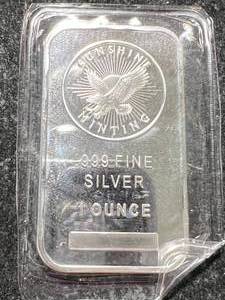 SUNSHINE
MINTING
999 FINE
SILVER
1 OUNCE